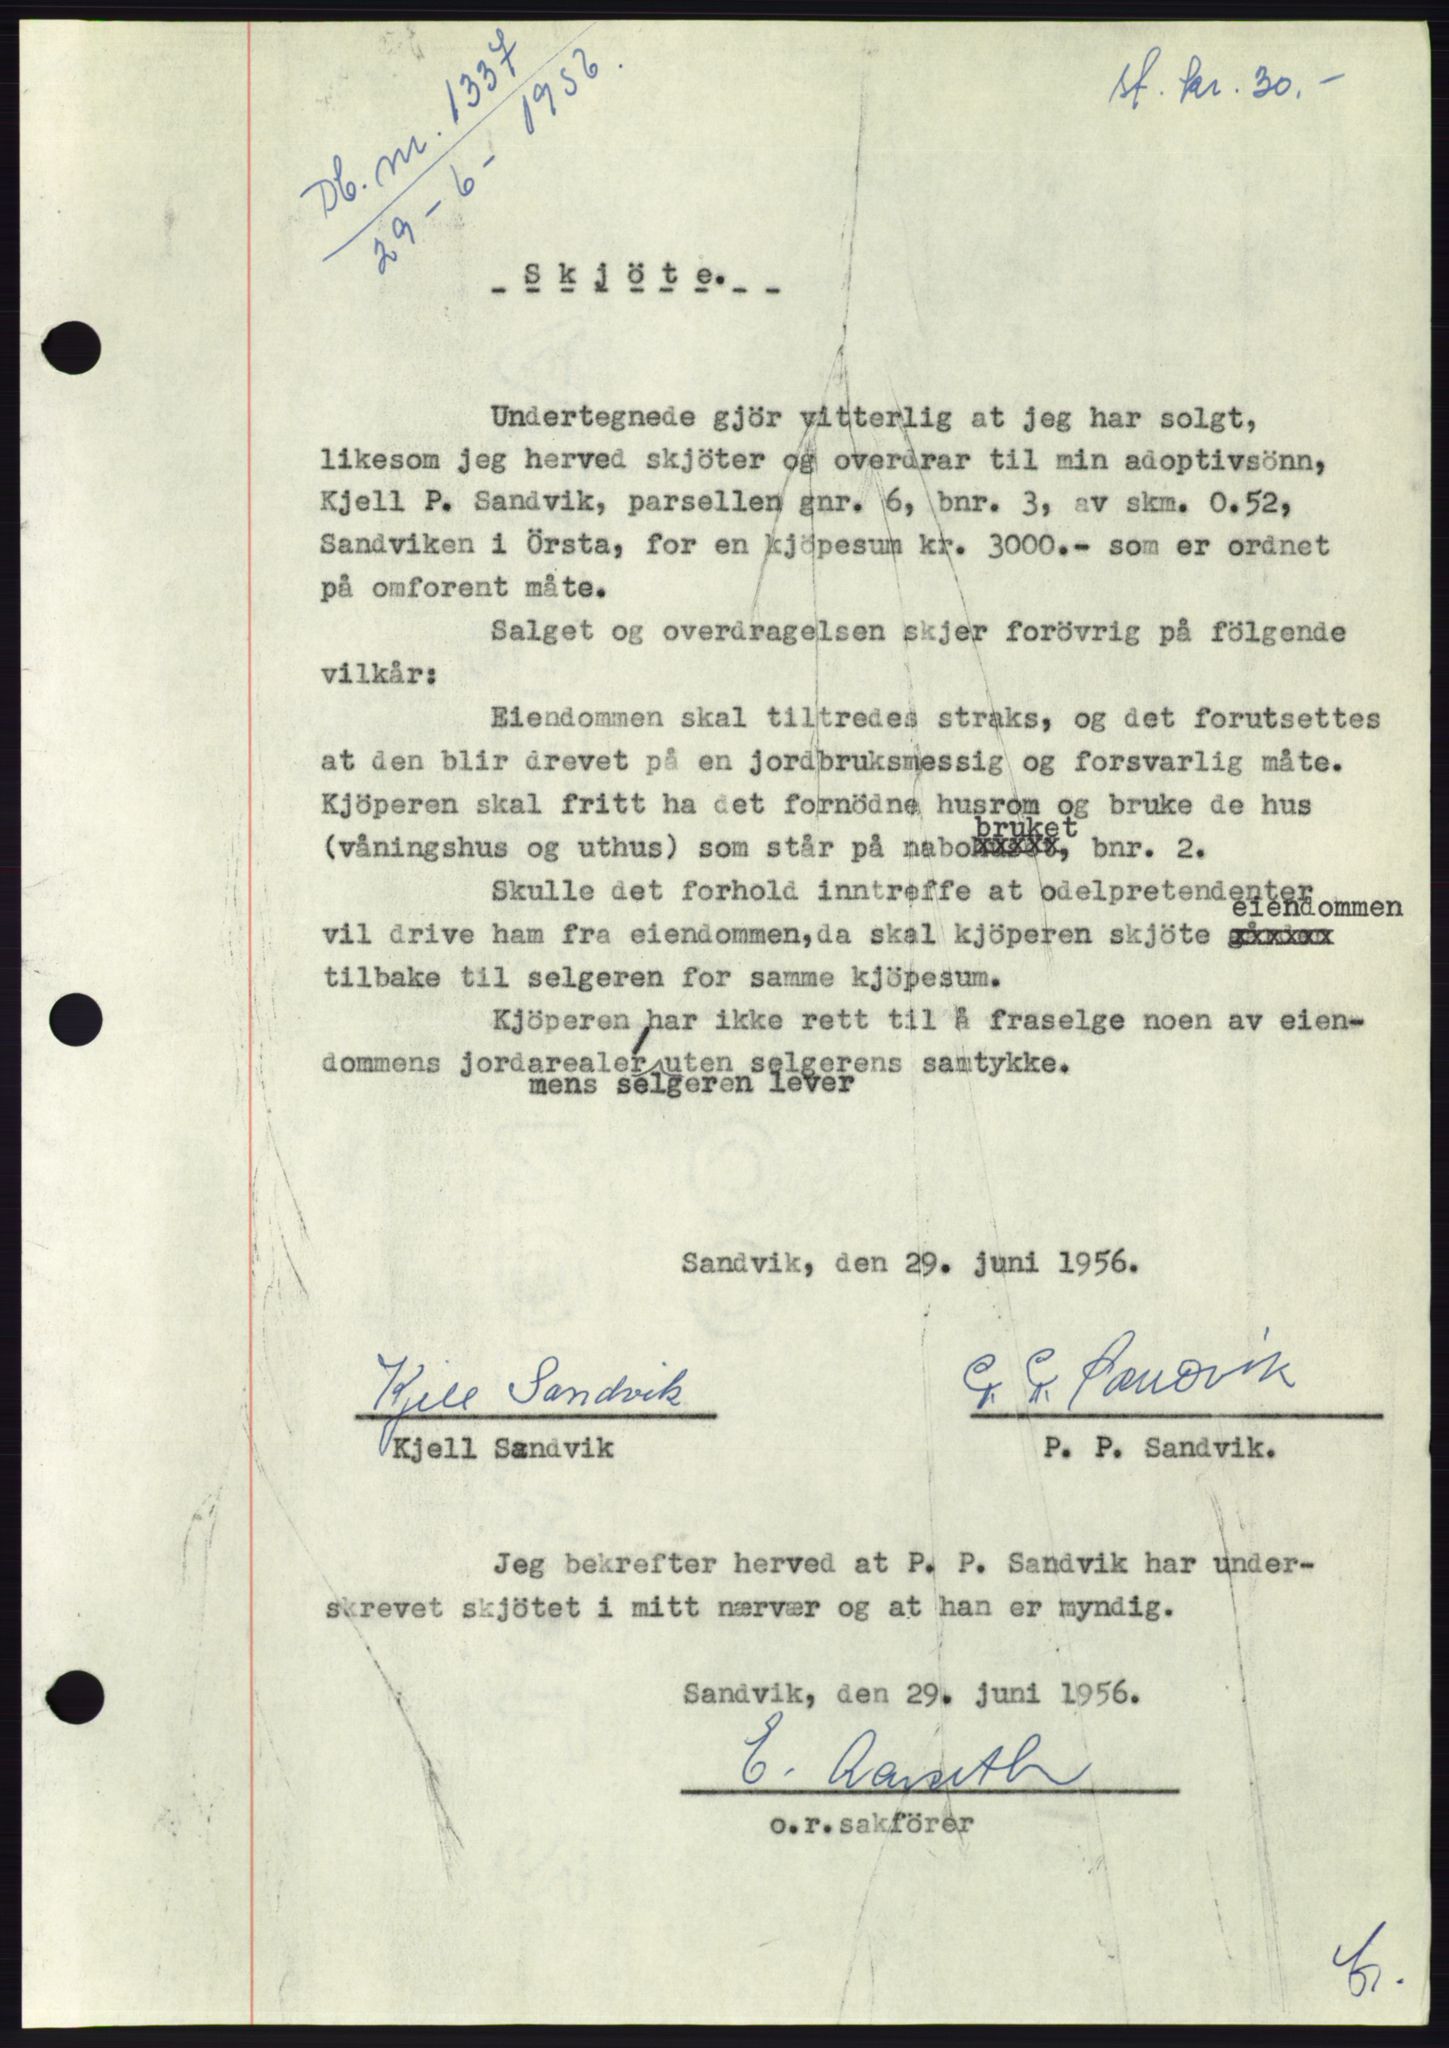 Db. nr. 1337
29-6-1956.
st. kr. 30.-
Skjöte.
Undertegnede gjör vitterlig at jeg har solgt,
likesom jeg herved skjöter og overdrar til min adoptivsönn,
Kjell P. Sandvik, parsellen gnr. 6, bnr. 3, av skm. 0.52,
Sandviken i Örsta, for en kjöpesum kr. 3000.- som er ordnet
på omforent måte.
Salget og overdragelsen skjer forövrig på fölgende
vilkår:
Eiendommen skal tiltredes straks, og det forutsettes
at den blir drevet på en jordbruksmessig og forsvarlig måte.
Kjöperen skal fritt ha det fornödne husrom og bruke de hus
bruket
(våningshus og uthus) som står på nabo, bnr. 2.
Skulle det forhold inntreffe at odelpretendenter
eiendommen
vil drive ham fra eiendommen,da skal kjöperen skjöte
tilbake til selgeren for samme kjöpesum.
Kjöperen har ikke rett til å fraselge noen av eien-
dommens jordarealer uten selgerens samtykke.
mens selgeren lever
Sandvik, den 29. juni 1956.
Kjell Sandvik
P. P. Sandvik
Kjell Sandvik
P. P. Sandvik.
Jeg bekrefter herved at P. P. Sandvik har under-
skrevet skjötet i mitt nærvær og at han er myndig.
Sandvik, den 29. juni 1956.
E. Aarseth
o.r.sakförer